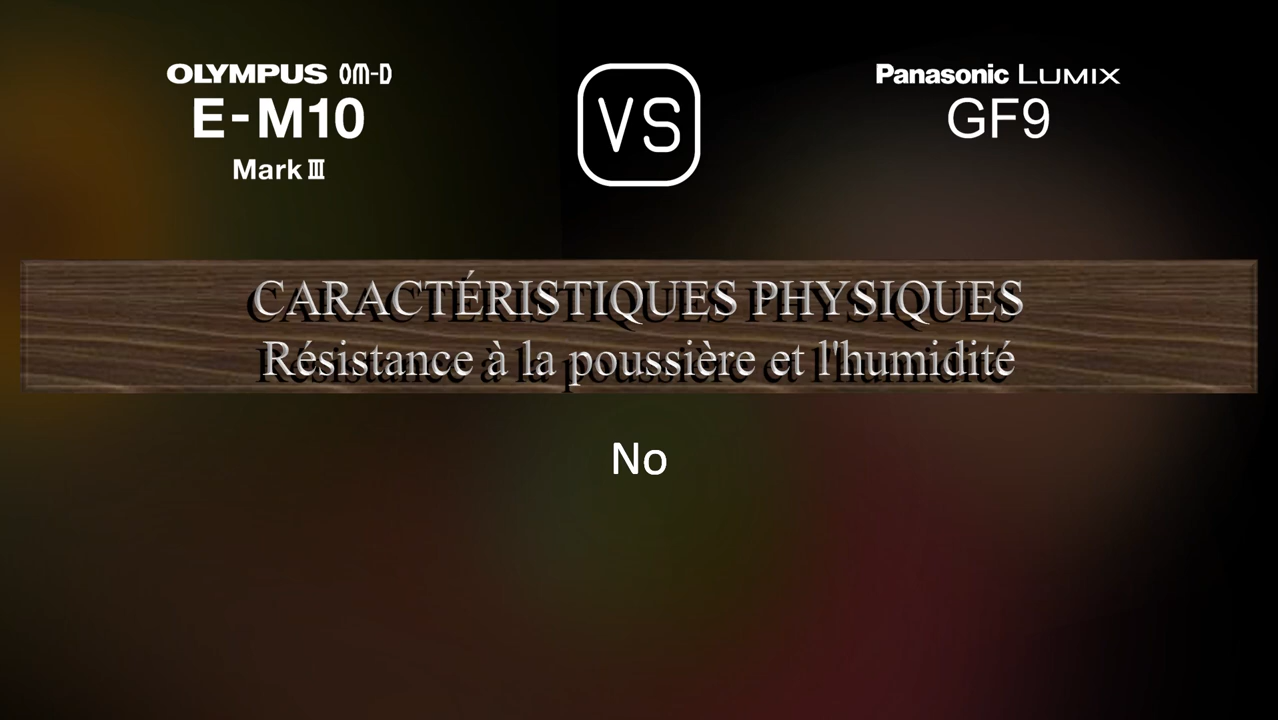 OLYMPUS OM-D
E-M10
Mark III
VS
Panasonic LUMIX
GF9
CARACTÉRISTIQUES PHYSIQUES
Résistance à la poussière et l'humidité
No